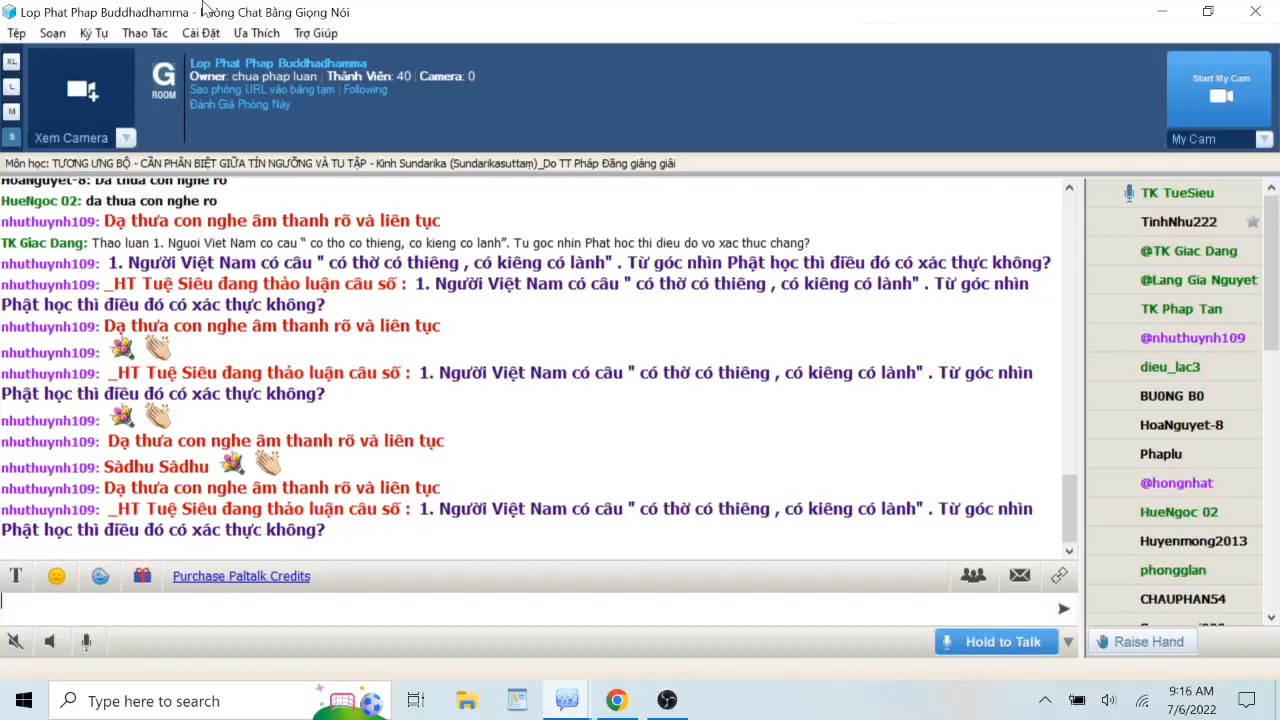 Lop Phat Phap Buddhadhamma - Phòng Chat Bằng Giọng Nói
Tệp Soạn Ký Tự Thao Tác Cài Đặt Ưa Thích Trợ Giúp
XL
L
M
S
Xem Camera
G
ROOM
Lop Phat Phap Buddhadhamma
Owner: chua phap luan | Thành Viên: 40 | Camera: 0
Sao phòng URL vào bảng tạm | Following
Đánh Giá Phòng Này
Start My Cam
My Cam
Môn học: TƯƠNG ƯNG BỘ - CẦN PHÂN BIỆT GIỮA TÍN NGƯỠNG VÀ TU TẬP - Kinh Sundarika (Sundarikasuttaṃ)_Do TT Pháp Đăng giảng giải
HoaNguyet-8: Da thua con nghe ro
HueNgoc 02: da thua con nghe ro
nhuthuynh109: Dạ thưa con nghe âm thanh rõ và liên tục
TK Giac Dang: Thao luan 1. Nguoi Viet Nam co cau “ co tho co thieng, co kieng co lanh”. Tu goc nhin Phat hoc thi dieu do vo xac thuc chang?
nhuthuynh109: 1. Người Việt Nam có câu " có thờ có thiêng , có kiêng có lành" . Từ góc nhìn Phật học thì điều đó có xác thực không?
nhuthuynh109: _HT Tuệ Siêu đang thảo luận câu số : 1. Người Việt Nam có câu " có thờ có thiêng , có kiêng có lành" . Từ góc nhìn
Phật học thì điều đó có xác thực không?
nhuthuynh109: Dạ thưa con nghe âm thanh rõ và liên tục
nhuthuynh109:
nhuthuynh109: _HT Tuệ Siêu đang thảo luận câu số : 1. Người Việt Nam có câu " có thờ có thiêng , có kiêng có lành" . Từ góc nhìn
Phật học thì điều đó có xác thực không?
nhuthuynh109:
nhuthuynh109: Dạ thưa con nghe âm thanh rõ và liên tục
nhuthuynh109: Sàdhu Sàdhu
nhuthuynh109: Dạ thưa con nghe âm thanh rõ và liên tục
nhuthuynh109: _HT Tuệ Siêu đang thảo luận câu số : 1. Người Việt Nam có câu " có thờ có thiêng , có kiêng có lành" . Từ góc nhìn
Phật học thì điều đó có xác thực không?
TK TueSieu
TinhNhu222
@TK Giac Dang
@Lang Gia Nguyet
TK Phap Tan
@nhuthuynh109
dieu_lac3
BU0NG B0
HoaNguyet-8
Phaplu
@hongnhat
HueNgoc 02
Huyenmong2013
phongglan
CHAUPHAN54
T
Purchase Paltalk Credits
Hold to Talk
Raise Hand
Type here to search
9:16 AM
7/6/2022